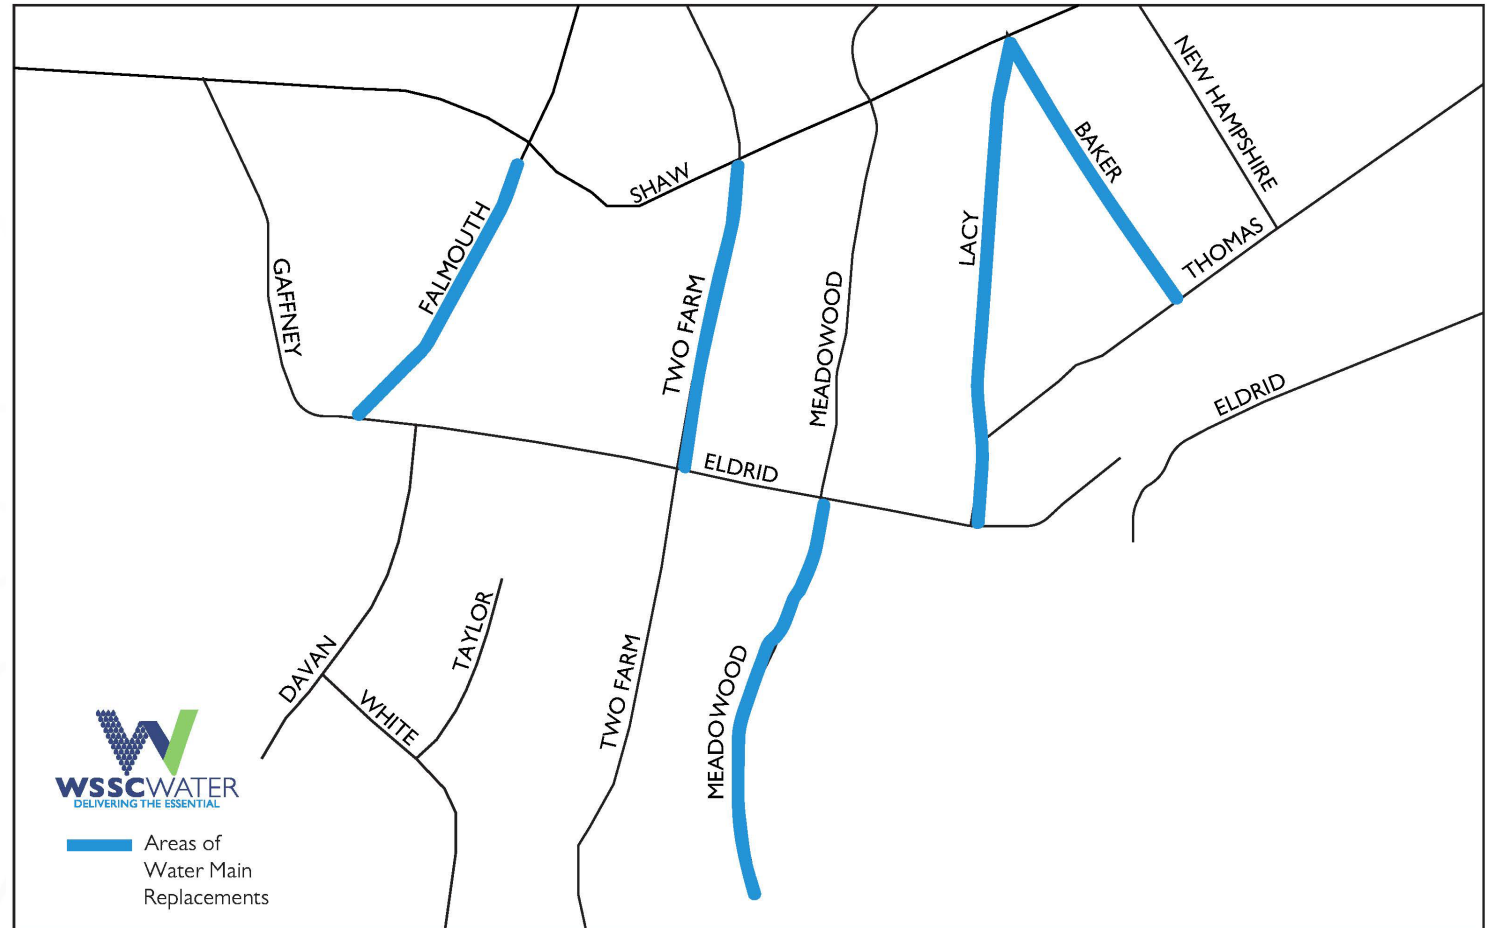 NEW HAMPSHIRE
BAKER
SHAW
LACY
THOMAS
FALMOUTH
GAFFNEY
TWO FARM
MEADOWOOD
ELDRID
ELDRID
TAYLOR
DAVAN
WHITE
TWO FARM
MEADOWOOD
WSSCWATER
DELIVERING THE ESSENTIAL
Areas of
Water Main
Replacements